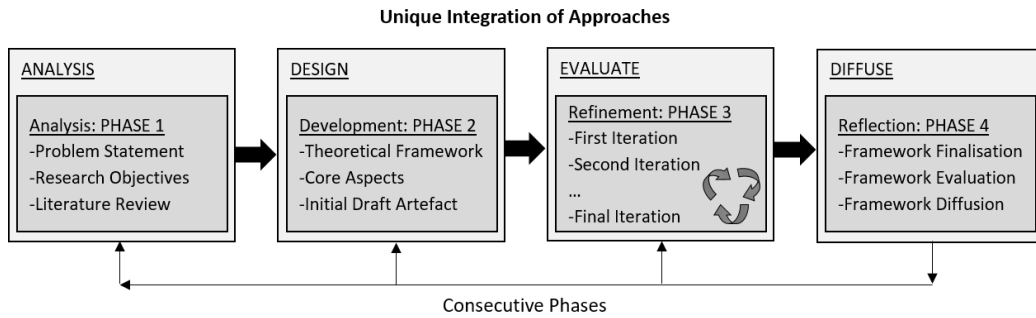 Unique Integration of Approaches
ANALYSIS
Analysis: PHASE 1
-Problem Statement
-Research Objectives
-Literature Review
DESIGN
Development: PHASE 2
-Theoretical Framework
-Core Aspects
-Initial Draft Artefact
EVALUATE
Refinement: PHASE 3
-First Iteration
-Second Iteration
...
-Final Iteration
DIFFUSE
Reflection: PHASE 4
-Framework Finalisation
-Framework Evaluation
-Framework Diffusion
Consecutive Phases